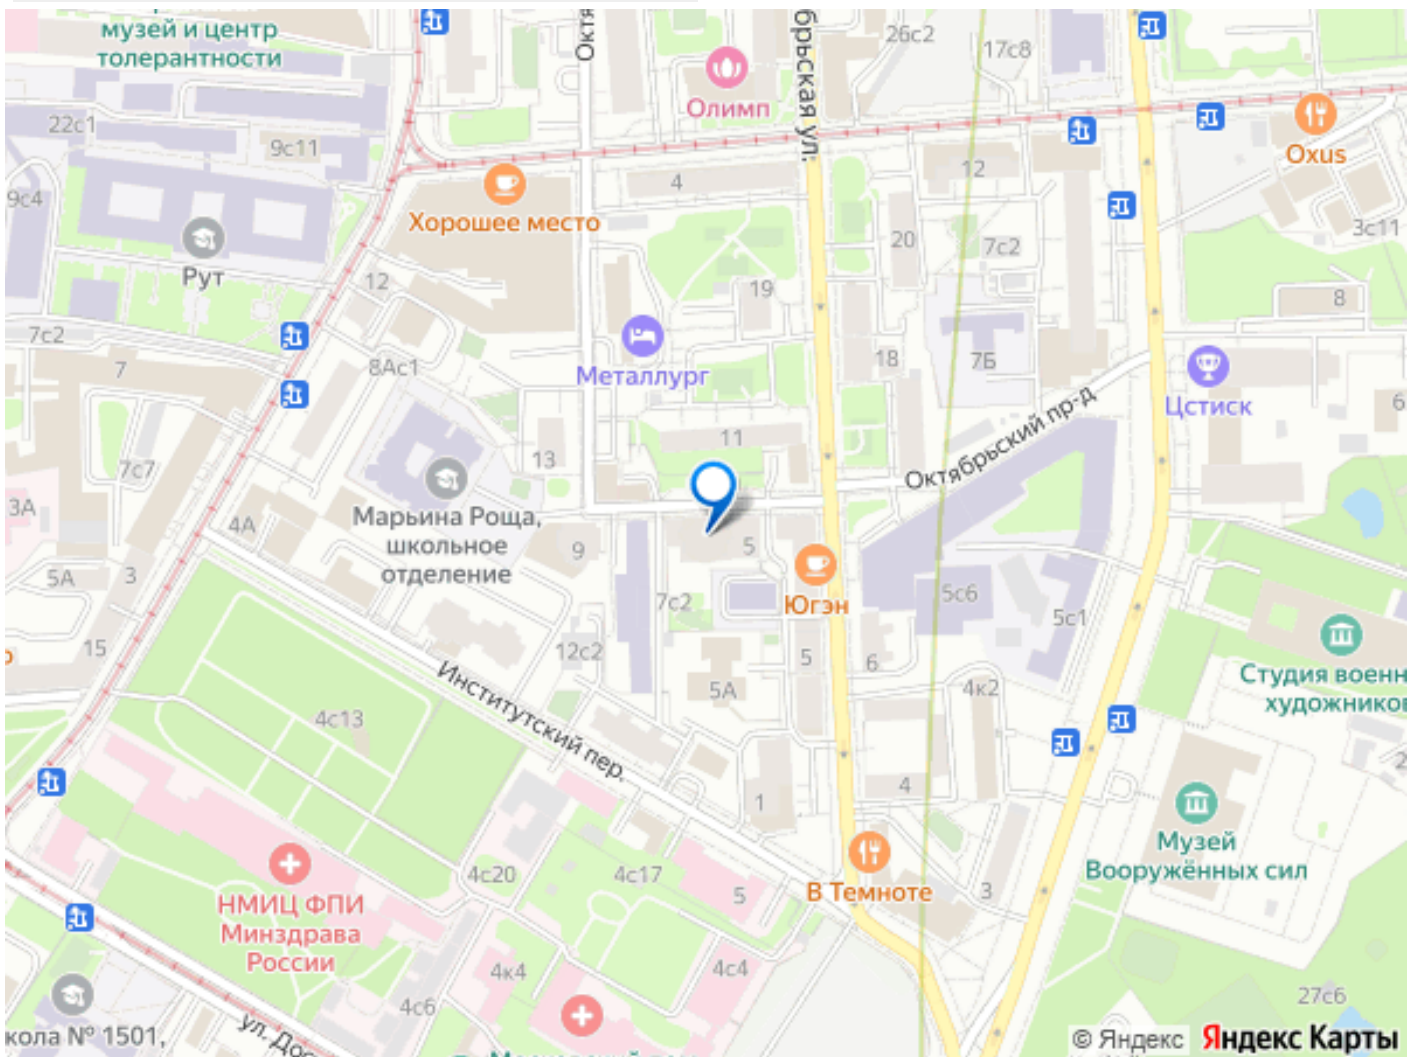 музей и центр
толерантности
Октя
брьская ул.
26с2
17с8
Олимп
22с1
9с11
Oxus
12
4
9с4
Хорошее место
3с11
20
7с2
Рут
12
19
8
7с2
Металлург
18
7Б
7
8Ас1
Цстиск
6
Октябрьский пр-д
11
13
7с7
3А
4А
Марьина Роща,
школьное
отделение
9
5
5А
3
Югэн
7с2
5с6
5с1
15
12с2
5
6
Студия военн
художников
Институтский пер.
5А
4к2
4с13
4
1
2
Музей
Вооружённых сил
4с20
4с17
5
В Темноте
3
НМИЦ ФПИ
Минздрава
России
4к4
4с4
4с6
27с6
кола № 1501,
ул. Дос
© Яндекс
Яндекс Карты